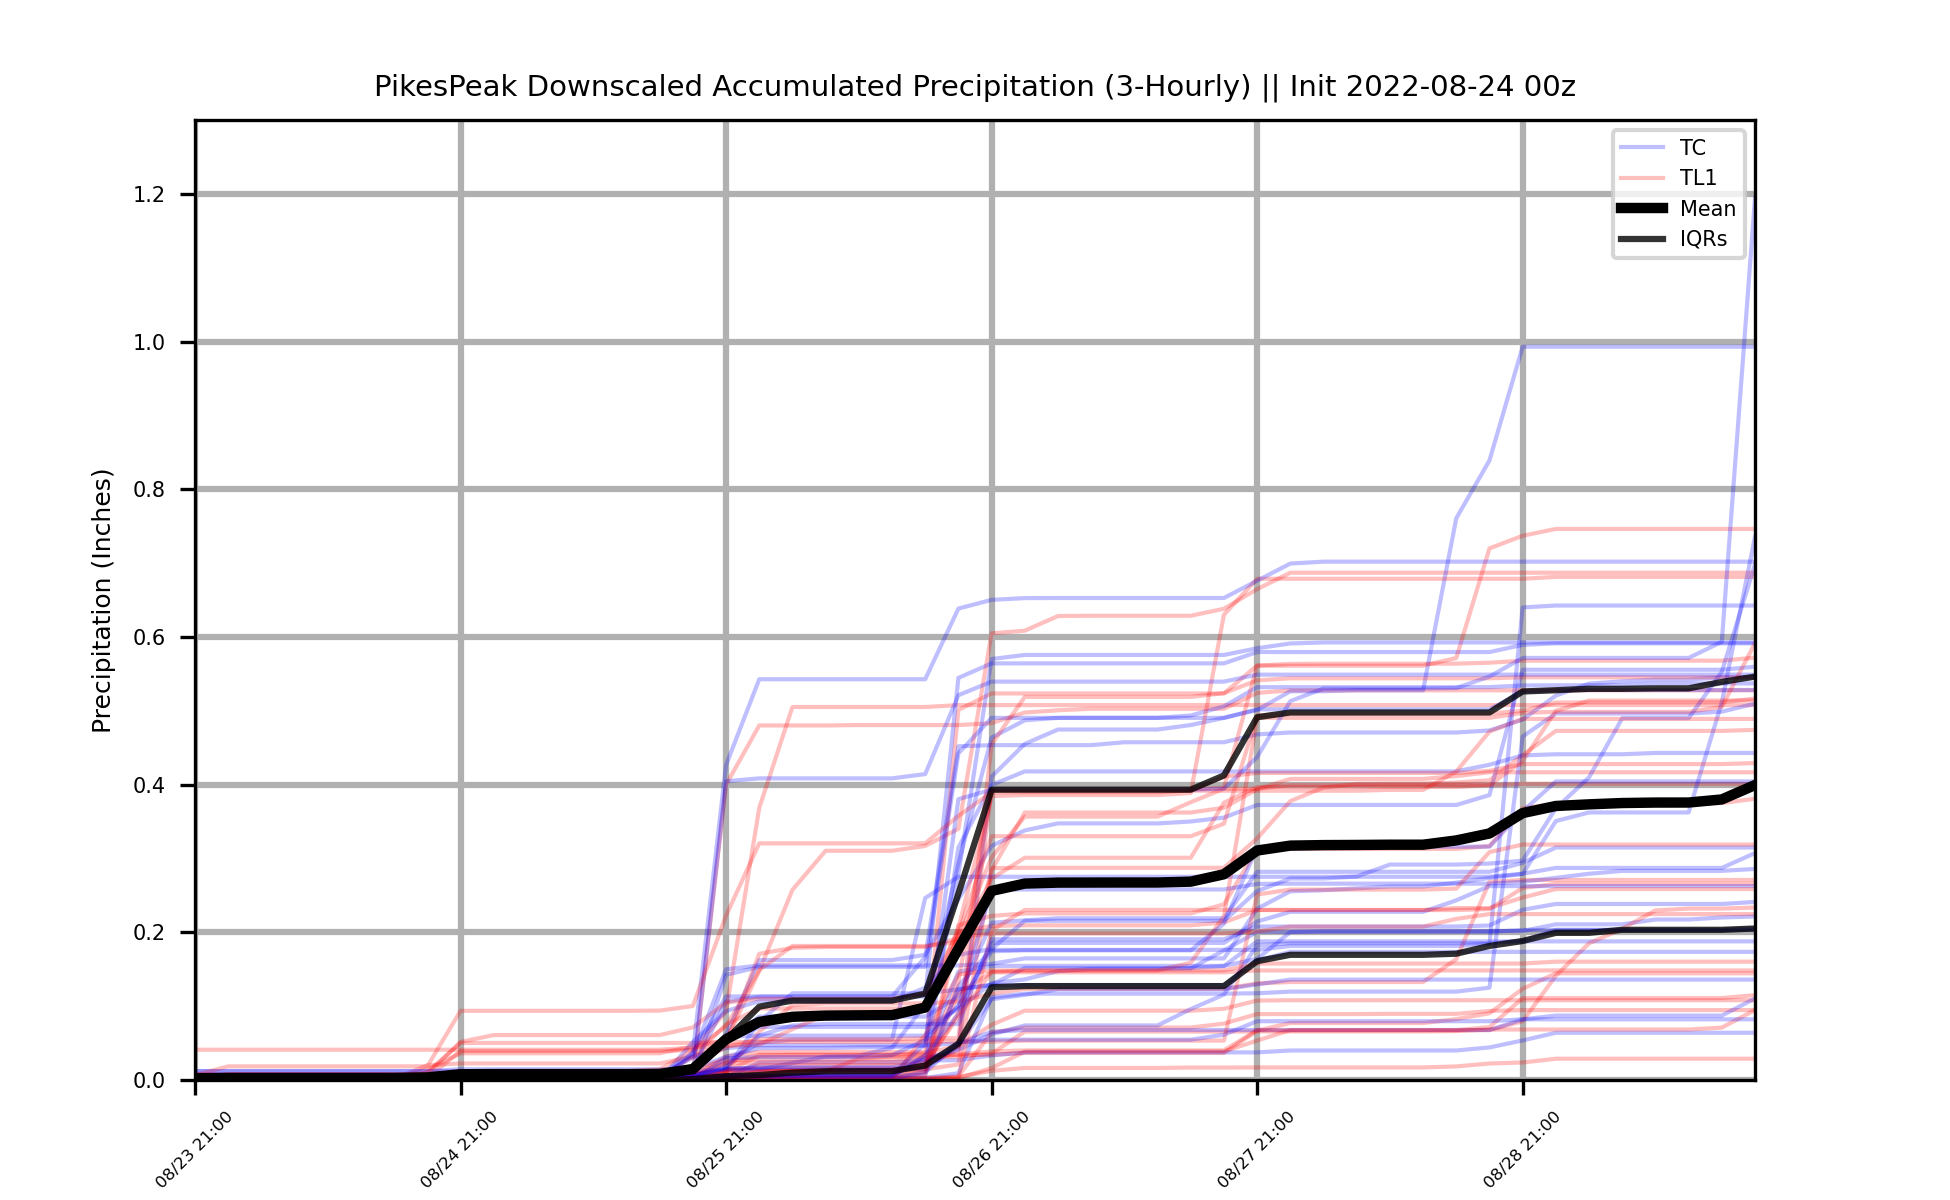 PikesPeak Downscaled Accumulated Precipitation (3-Hourly) || Init 2022-08-24 00z
TC
TL1
Mean
IQRs
Precipitation (Inches)
1.2
1.0
0.8
0.6
0.4
0.2
0.0
08/23 21:00
08/24 21:00
08/25 21:00
08/26 21:00
08/27 21:00
08/28 21:00